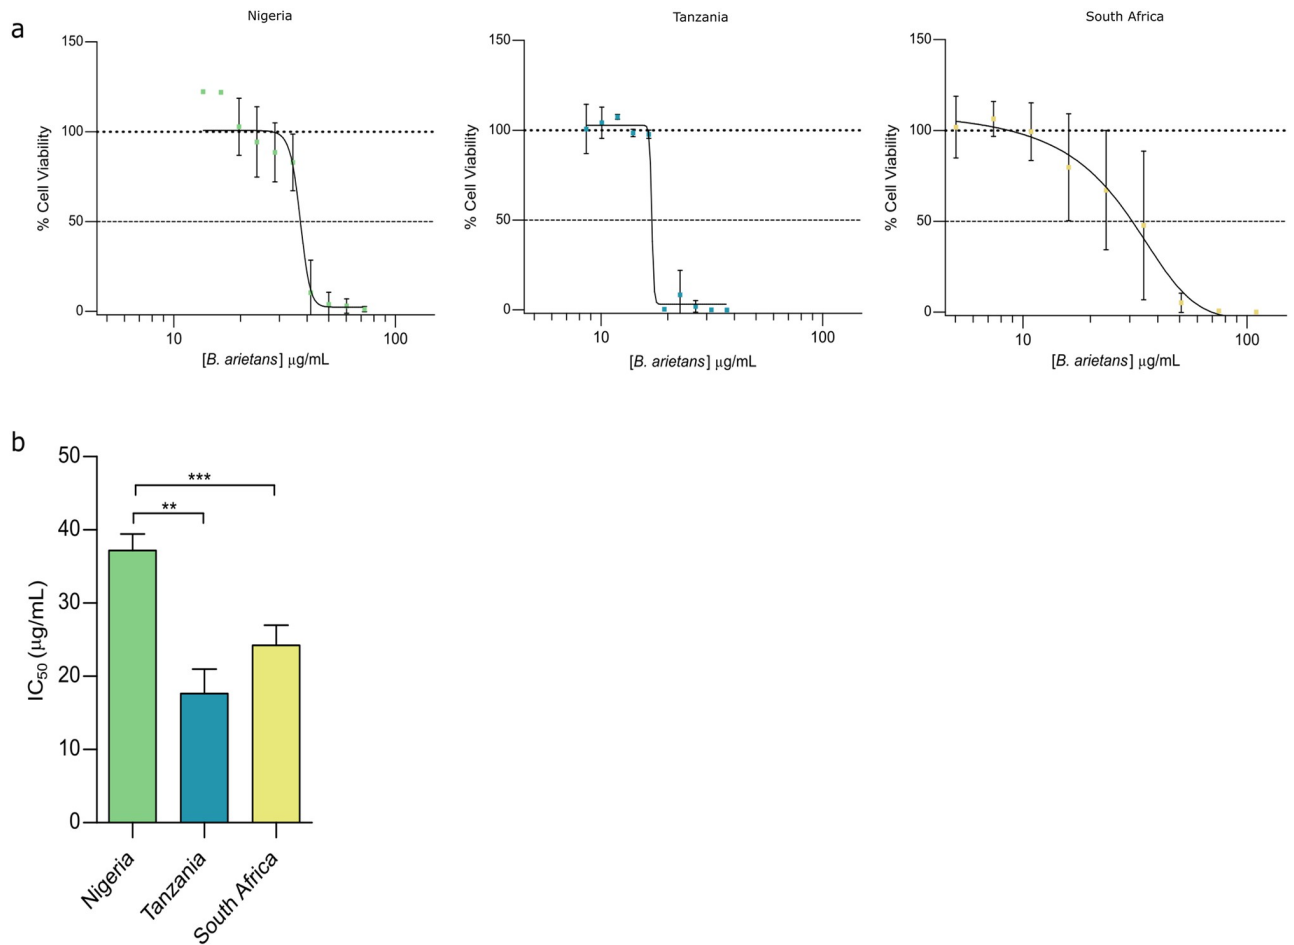 a
Nigeria
150
100
50
0
% Cell Viability
10
100
[B. arietans] μg/mL
Tanzania
150
100
50
0
% Cell Viability
10
100
[B. arietans] μg/mL
South Africa
150
100
50
0
% Cell Viability
10
100
[B. arietans] μg/mL
b
50
40
30
20
10
0
IC50 (μg/mL)
***
**
Nigeria
Tanzania
South Africa